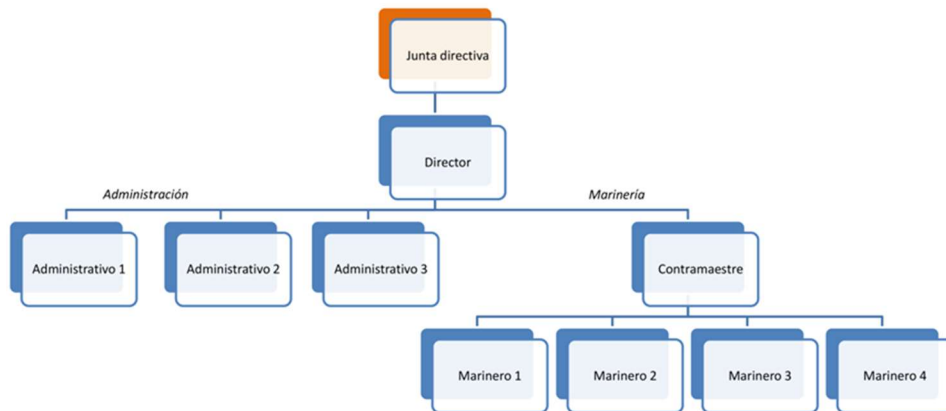 Junta directiva
Director
Administración
Marinería
Administrativo 1
Administrativo 2
Administrativo 3
Contramaestre
Marinero 1
Marinero 2
Marinero 3
Marinero 4